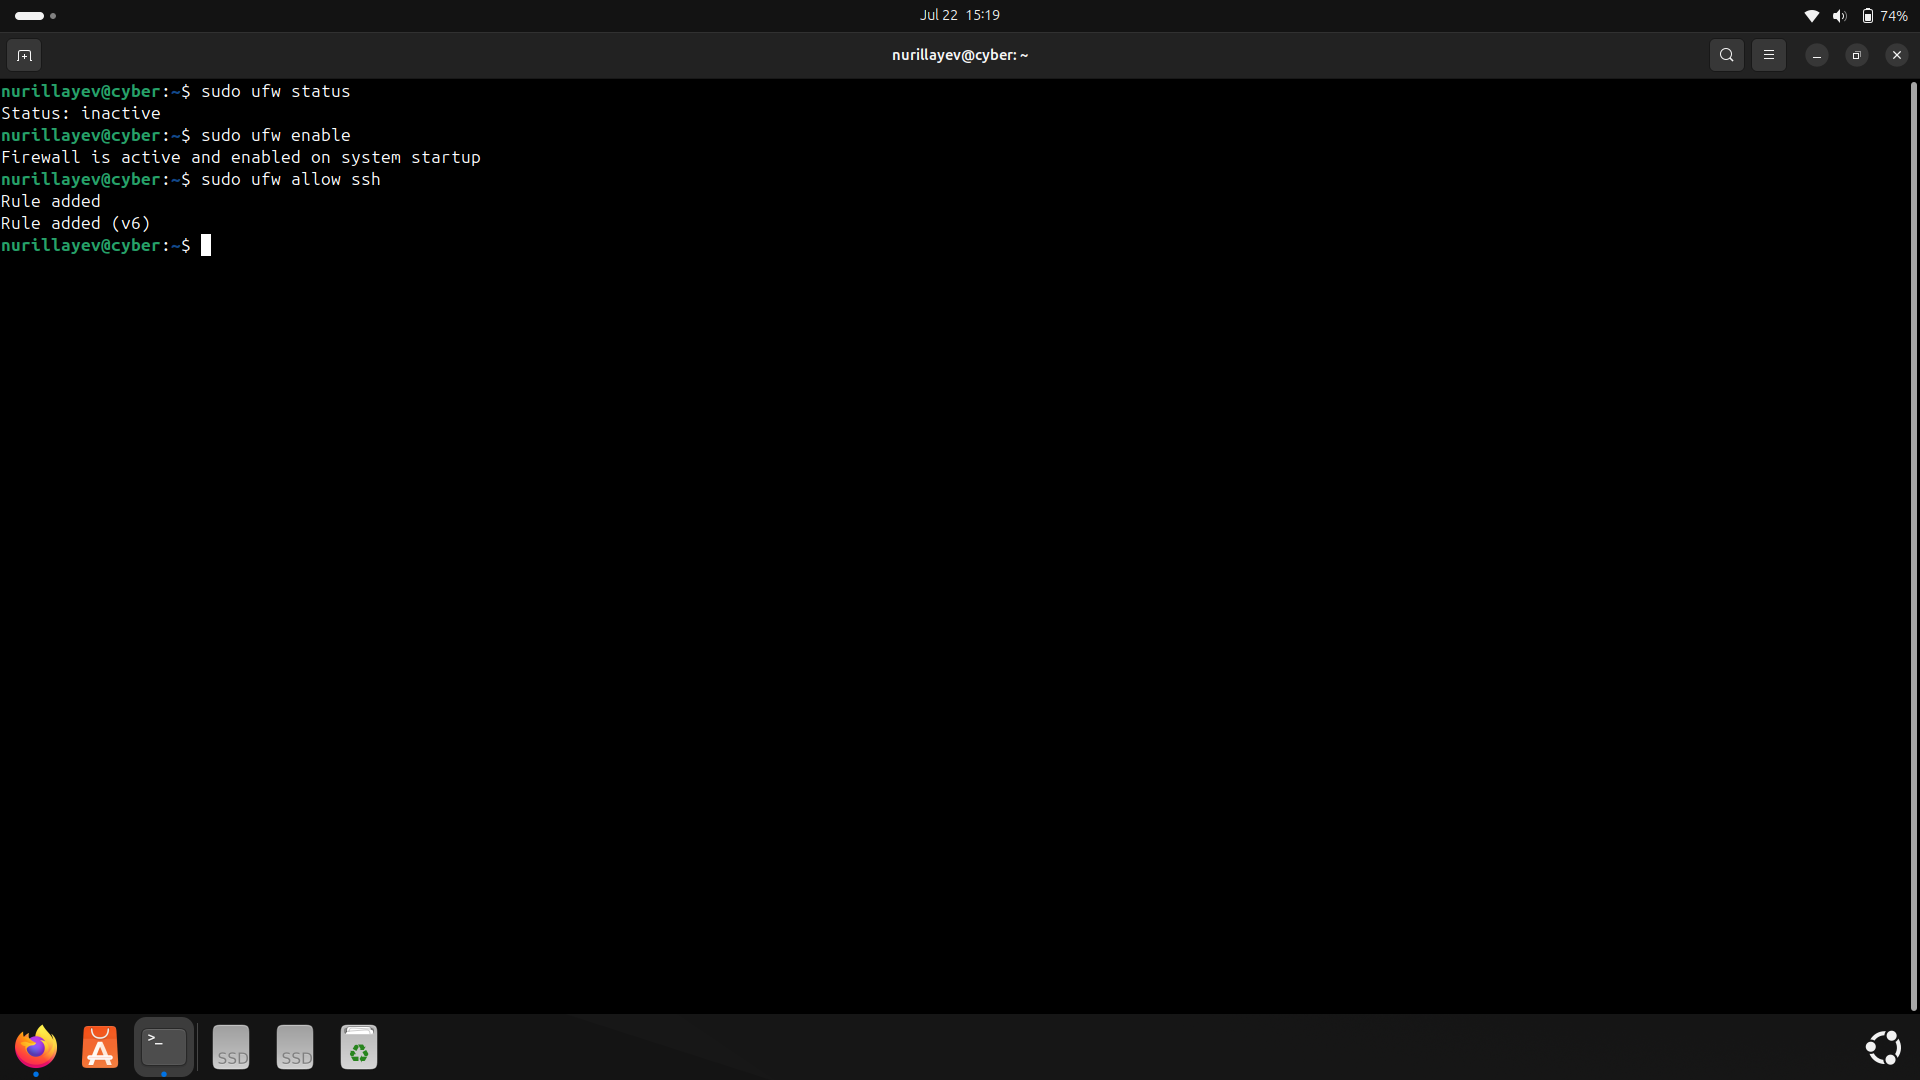 Jul 22 15:19
74%
nurillayev@cyber: ~
nurillayev@cyber:~$ sudo ufw status
Status: inactive
nurillayev@cyber:~$ sudo ufw enable
Firewall is active and enabled on system startup
nurillayev@cyber:~$ sudo ufw allow ssh
Rule added
Rule added (v6)
nurillayev@cyber:~$
>_
SSD
SSD